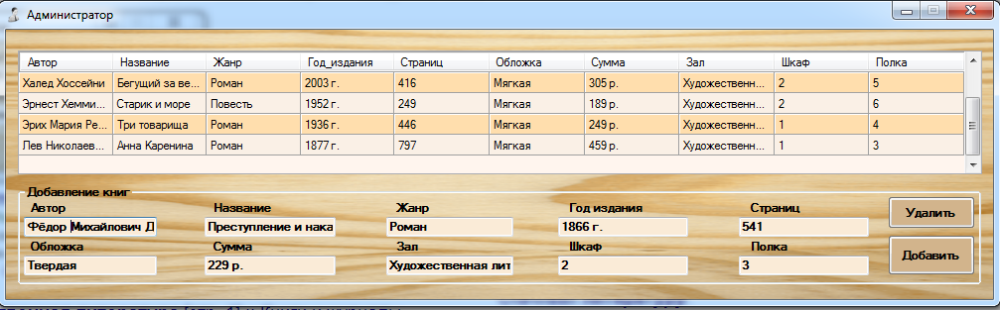 Администратор
Автор Название Жанр Год_издания Страниц Обложка Сумма Зал Шкаф Полка
Халед Хоссейни Бегущий за ве... Роман 2003 г. 416 Мягкая 305 р. Художественн... 2 5
Эрнест Хемми... Старик и море Повесть 1952 г. 249 Мягкая 189 р. Художественн... 2 6
Эрих Мария Ре... Три товарища Роман 1936 г. 446 Мягкая 249 р. Художественн... 1 4
Лев Николаев... Анна Каренина Роман 1877 г. 797 Мягкая 459 р. Художественн... 1 3
Добавление книг
Автор Название Жанр Год издания Страниц
Фёдор Михайлович Д Преступление и нака Роман 1866 г. 541 Удалить
Обложка Сумма Зал Шкаф Полка
Твердая 229 р. Художественная лит 2 3 Добавить